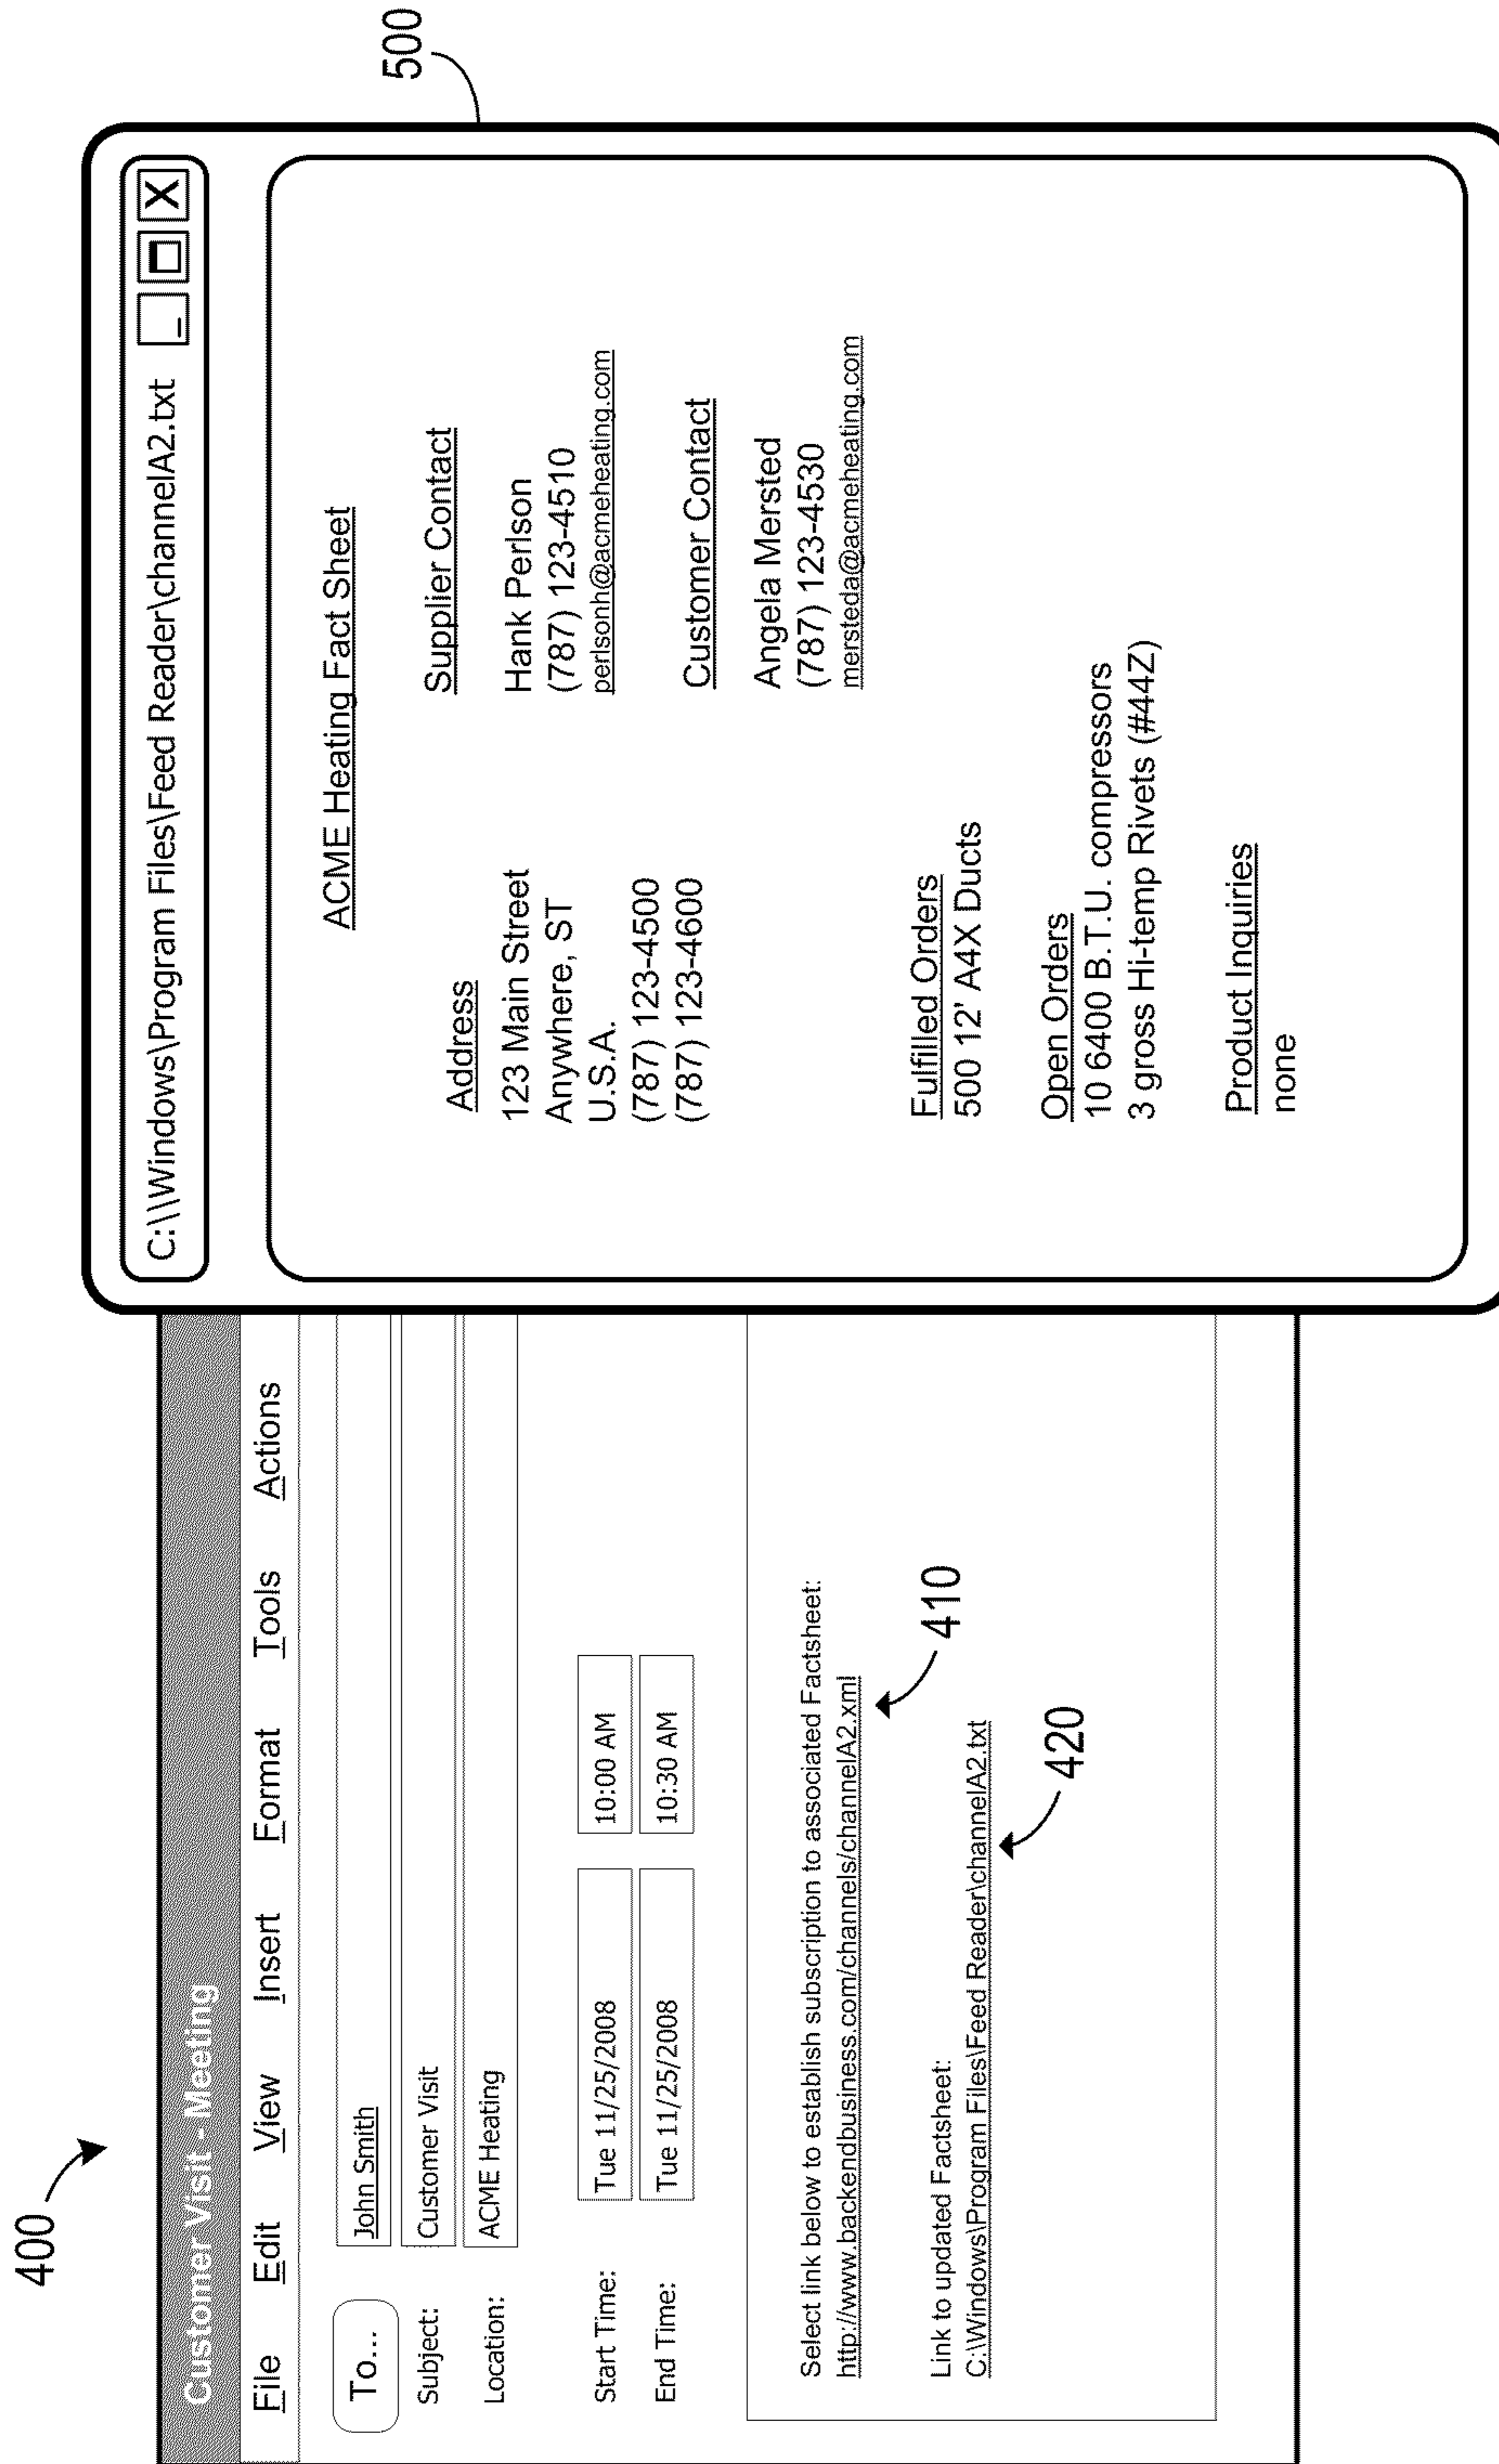 400
Customer Visit - Meeting
File Edit View Insert Format Tools Actions
To... John Smith
Subject: Customer Visit
Location: ACME Heating
Start Time: Tue 11/25/2008 10:00 AM
End Time: Tue 11/25/2008 10:30 AM
Select link below to establish subscription to associated Factsheet:
http://www.backendbusiness.com/channels/channelA2.xml
410
Link to updated Factsheet:
C:\Windows\Program Files\Feed Reader\channelA2.txt
420
500
C:\\Windows\Program Files\Feed Reader\channelA2.txt _ X
ACME Heating Fact Sheet
Address
123 Main Street
Anywhere, ST
U.S.A.
(787) 123-4500
(787) 123-4600
Supplier Contact
Hank Perlson
(787) 123-4510
perlsonh@acmeheating.com
Customer Contact
Angela Mersted
(787) 123-4530
mersteda@acmeheating.com
Fulfilled Orders
500 12' A4X Ducts
Open Orders
10 6400 B.T.U. compressors
3 gross Hi-temp Rivets (#44Z)
Product Inquiries
none